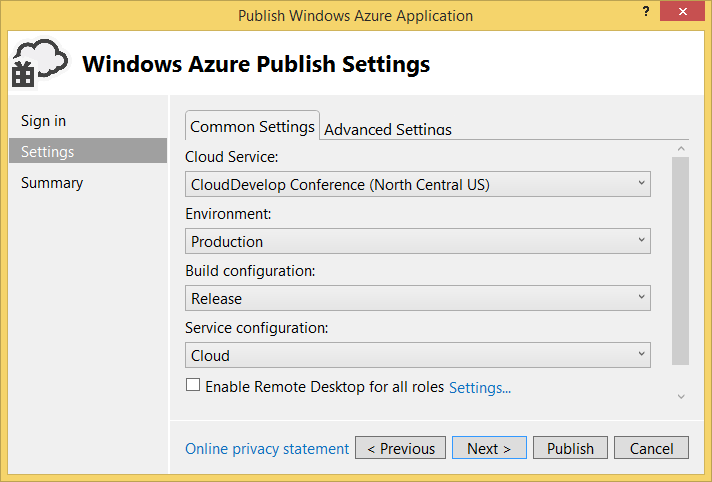 Publish Windows Azure Application
?
Windows Azure Publish Settings
Sign in
Settings
Summary
Common Settings
Advanced Settings
Cloud Service:
CloudDevelop Conference (North Central US)
Environment:
Production
Build configuration:
Release
Service configuration:
Cloud
Enable Remote Desktop for all roles Settings...
Online privacy statement
< Previous
Next >
Publish
Cancel